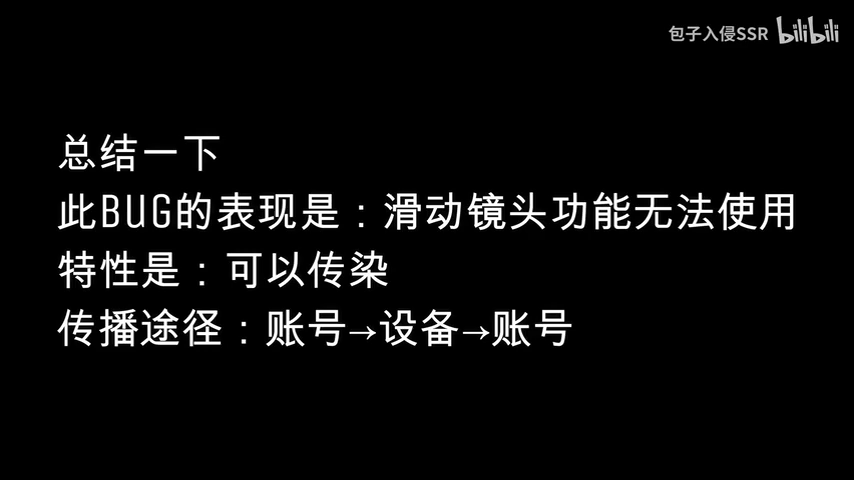 包子入侵SSR bilibili
总结一下
此BUG的表现是：滑动镜头功能无法使用
特性是：可以传染
传播途径：账号→设备→账号